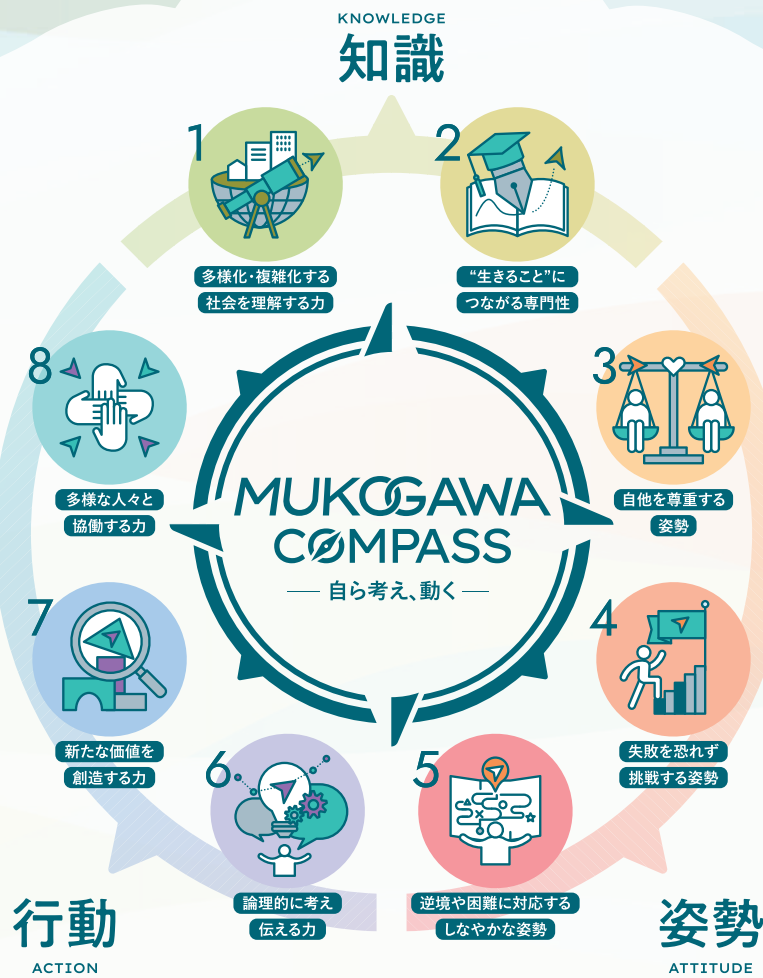 KNOWLEDGE
知識
1
多様化・複雑化する
社会を理解する力
2
“生きること”に
つながる専門性
3
自他を尊重する
姿勢
4
失敗を恐れず
挑戦する姿勢
5
逆境や困難に対応する
しなやかな姿勢
6
論理的に考え
伝える力
7
新たな価値を
創造する力
8
多様な人々と
協働する力
MUKOGAWA
COMPASS
自ら考え、動く
行動
ACTION
姿勢
ATTITUDE